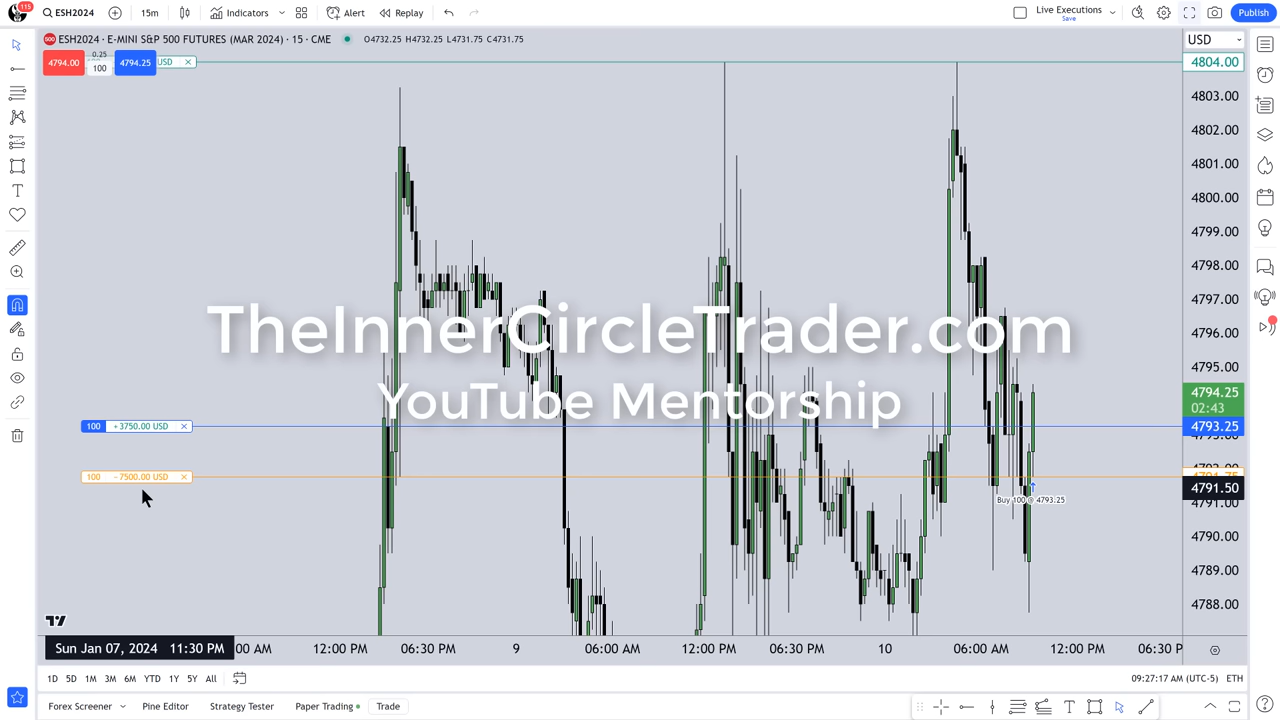 115
ESH2024
15m
Indicators
Alert
Replay
Live Executions
Save
Publish
ESH2024 · E-MINI S&P 500 FUTURES (MAR 2024) · 15 · CME
O4732.25 H4732.25 L4731.75 C4731.75
USD
4794.00
0.25
100
4794.25
USD
4804.00
4803.00
4802.00
4801.00
4800.00
4799.00
4798.00
4797.00
4796.00
4795.00
4794.25
02:43
4793.25
4791.50
4791.00
4790.00
4789.00
4788.00
TheInnerCircleTrader.com
YouTube Mentorship
100 + 3750.00 USD
100 - 7500.00 USD
Buy 100 @ 4793.25
Sun Jan 07, 2024 11:30 PM
:00 AM
12:00 PM
06:30 PM
9
06:00 AM
12:00 PM
06:30 PM
10
06:00 AM
12:00 PM
06:30 P
1D 5D 1M 3M 6M YTD 1Y 5Y All
09:27:17 AM (UTC-5)
ETH
Forex Screener
Pine Editor
Strategy Tester
Paper Trading
Trade